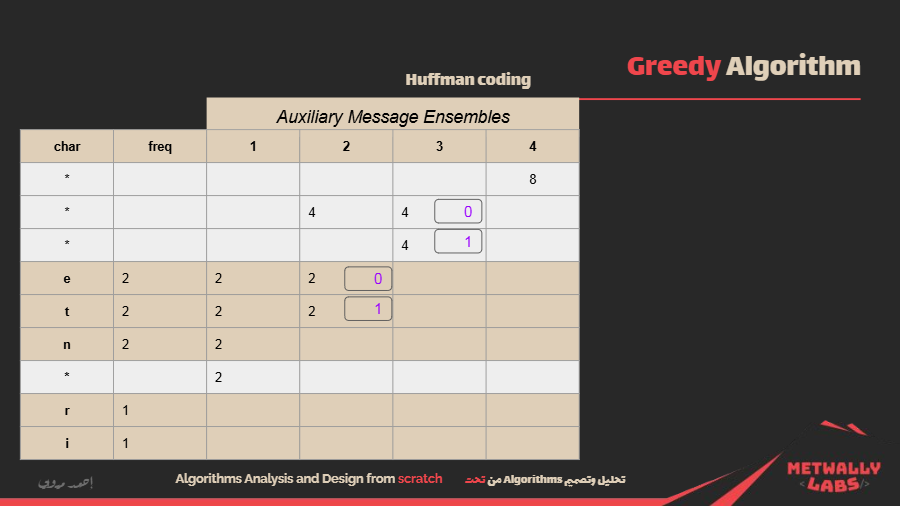 Greedy Algorithm
Huffman coding
Auxiliary Message Ensembles
char freq 1 2 3 4
* 8
* 4 4 0
* 4 1
e 2 2 2 0
t 2 2 2 1
n 2 2
* 2
r 1
i 1
METWALLY
<LABS/>
Algorithms Analysis and Design from scratch
تحليل وتصميم Algorithms من تحت